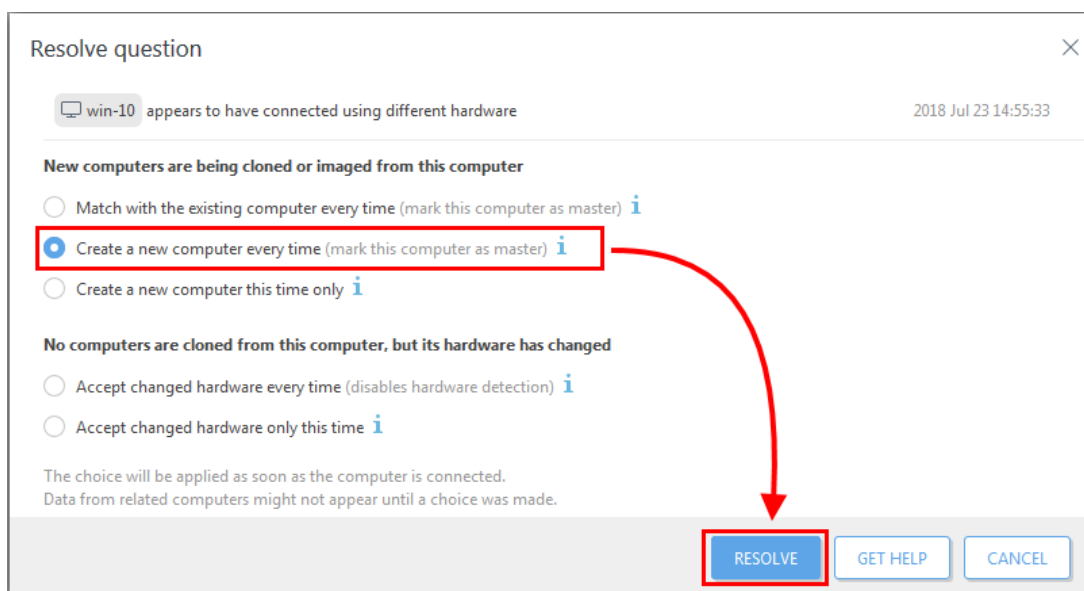 Resolve question
win-10 appears to have connected using different hardware 2018 Jul 23 14:55:33
New computers are being cloned or imaged from this computer
Match with the existing computer every time (mark this computer as master)
Create a new computer every time (mark this computer as master)
Create a new computer this time only
No computers are cloned from this computer, but its hardware has changed
Accept changed hardware every time (disables hardware detection)
Accept changed hardware only this time
The choice will be applied as soon as the computer is connected.
Data from related computers might not appear until a choice was made.
RESOLVE GET HELP CANCEL